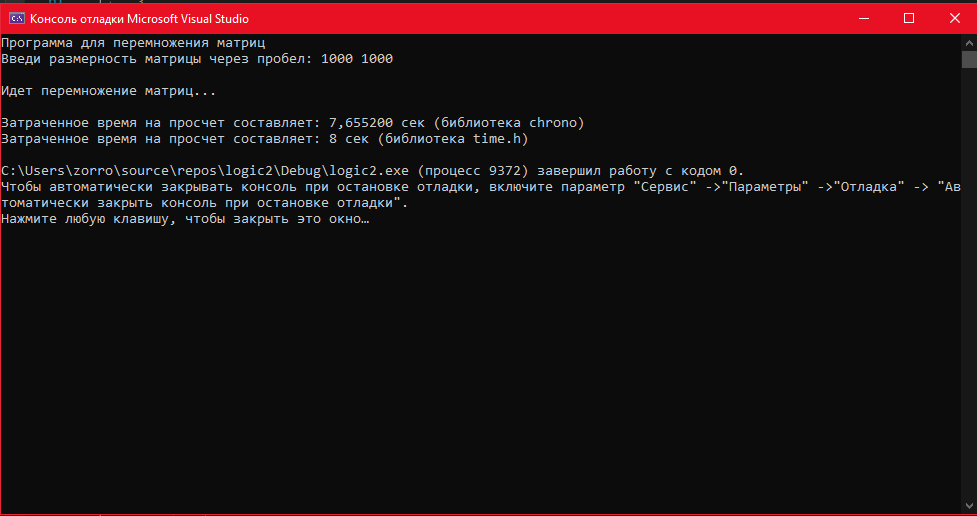 Консоль отладки Microsoft Visual Studio
Программа для перемножения матриц
Введи размерность матрицы через пробел: 1000 1000
Идет перемножение матриц...
Затраченное время на просчет составляет: 7,655200 сек (библиотека chrono)
Затраченное время на просчет составляет: 8 сек (библиотека time.h)
C:\Users\zorro\source\repos\logic2\Debug\logic2.exe (процесс 9372) завершил работу с кодом 0.
Чтобы автоматически закрывать консоль при остановке отладки, включите параметр "Сервис" ->"Параметры" ->"Отладка" -> "Ав
томатически закрыть консоль при остановке отладки".
Нажмите любую клавишу, чтобы закрыть это окно…